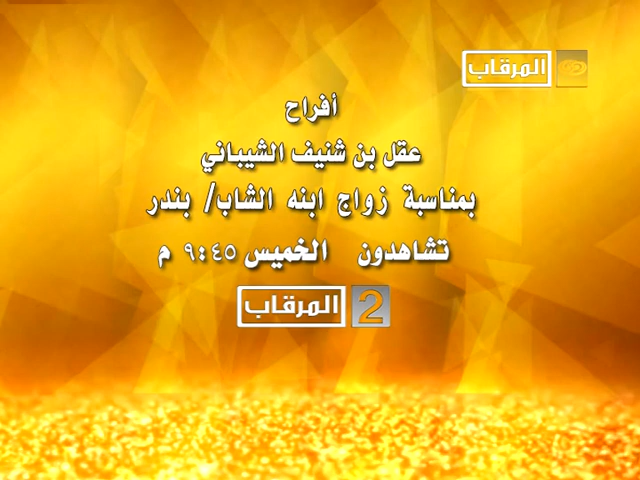 المرقاب
أفراح
عقل بن شنيف الشيباني
بمناسبة زواج ابنه الشاب/ بندر
تشاهدون الخميس ٩:٤٥ م
المرقاب 2